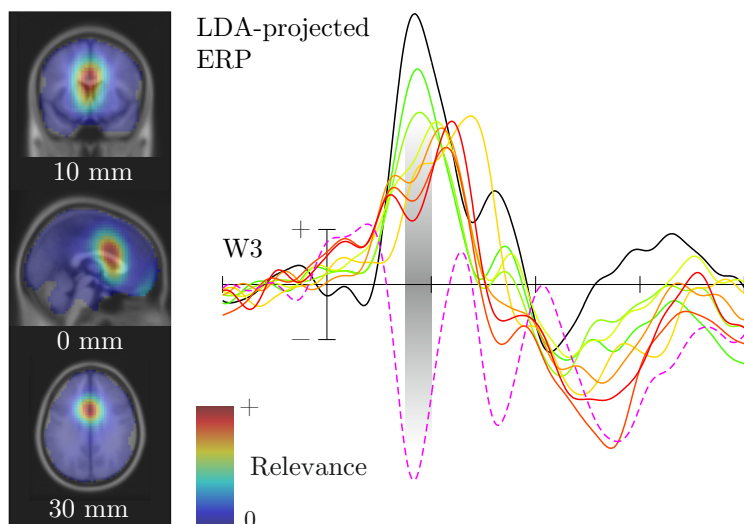 LDA-projected
ERP
10 mm
W3
+
−
0 mm
+
Relevance
0
30 mm